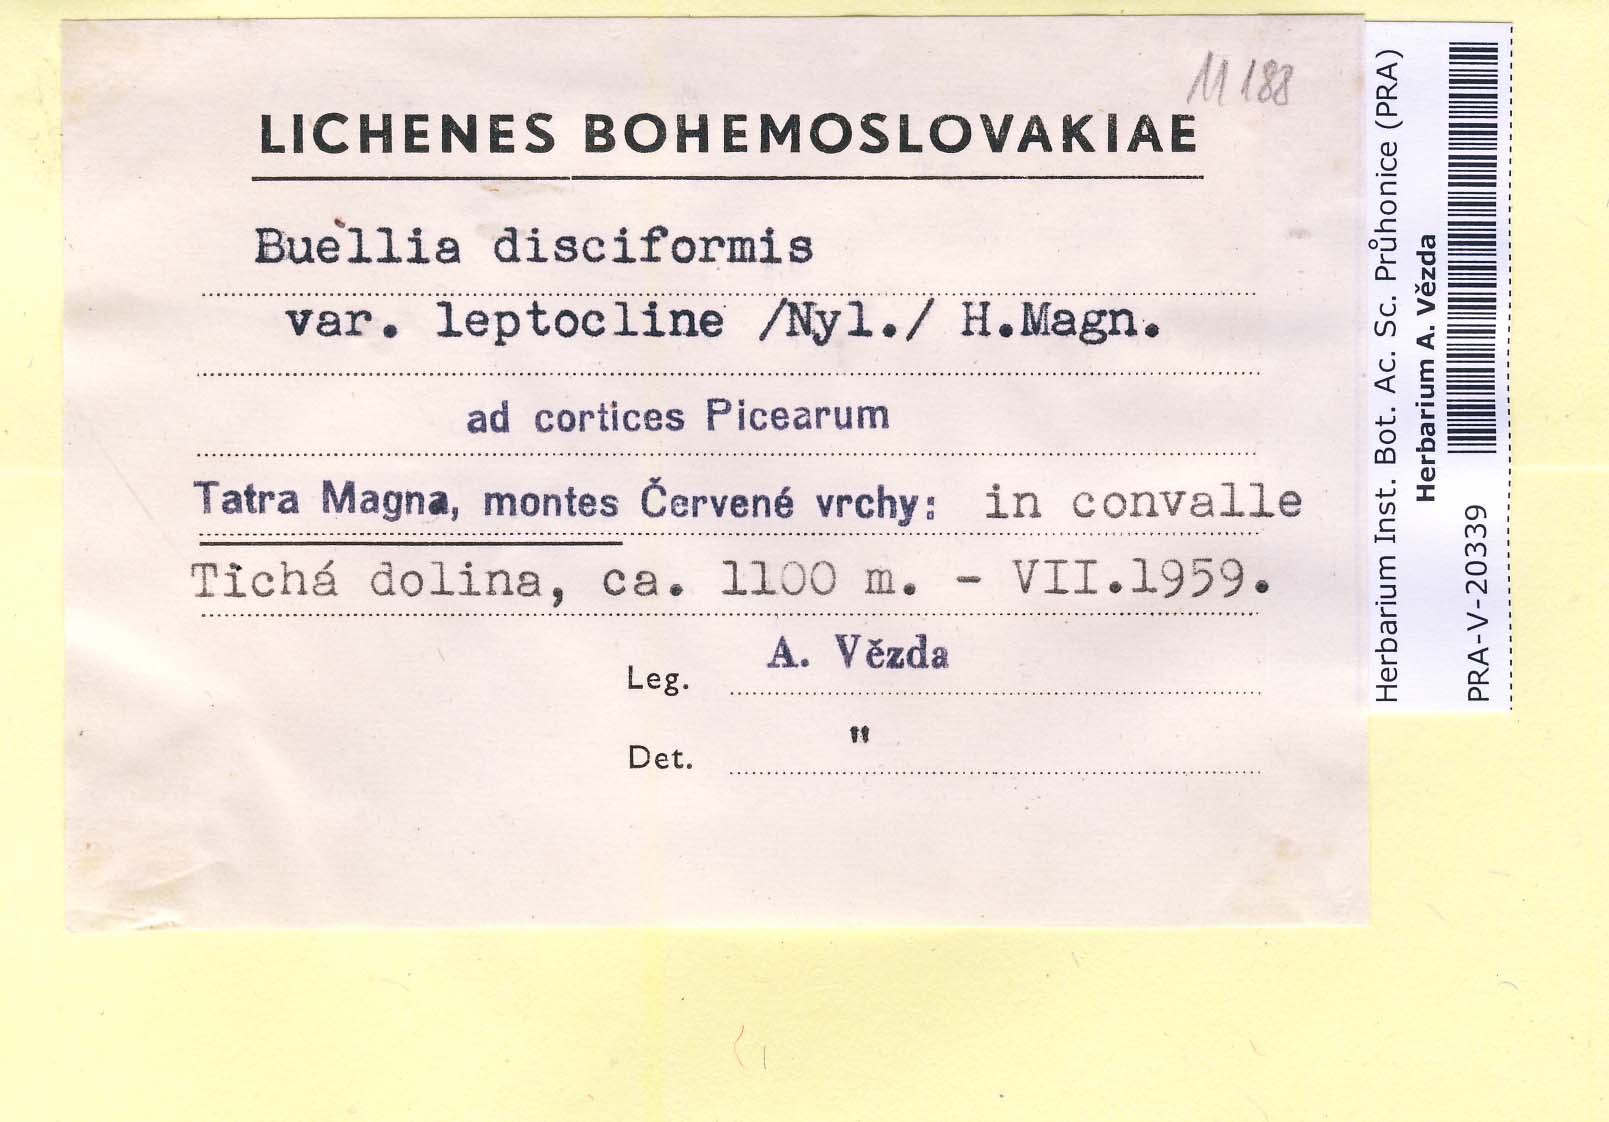 11188
LICHENES BOHEMOSLOVAKIAE
Buellia disciformis
var. leptocline /Nyl./ H.Magn.
ad cortices Picearum
Tatra Magna, montes Červené vrchy: in convalle
Tichá dolina, ca. 1100 m. - VII.1959.
Leg. A. Vězda
Det. "
Herbarium Inst. Bot. Ac. Sc. Průhonice (PRA)
Herbarium A. Vězda
PRA-V-20339